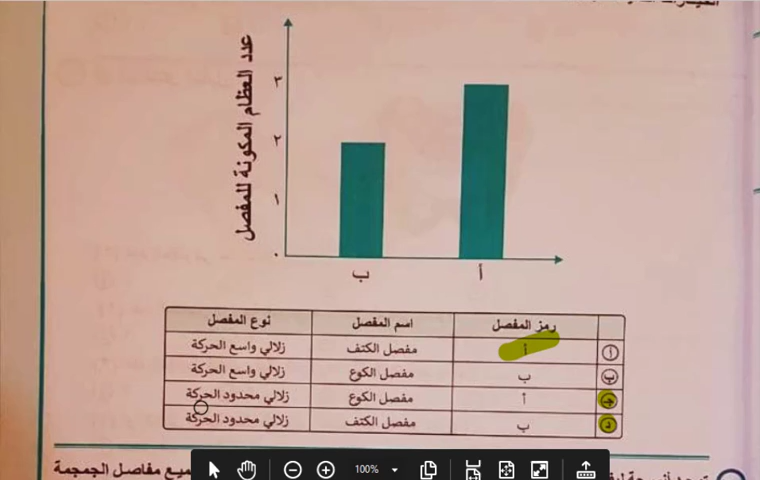 عدد العظام المكونة للمفصل
٣
٢
١
٠
ب أ
رمز المفصل اسم المفصل نوع المفصل
أ أ مفصل الكتف زلالي واسع الحركة
ب ب مفصل الكوع زلالي واسع الحركة
ج أ مفصل الكوع زلالي محدود الحركة
د ب مفصل الكتف زلالي محدود الحركة
مفاصل الجمجمة
100%